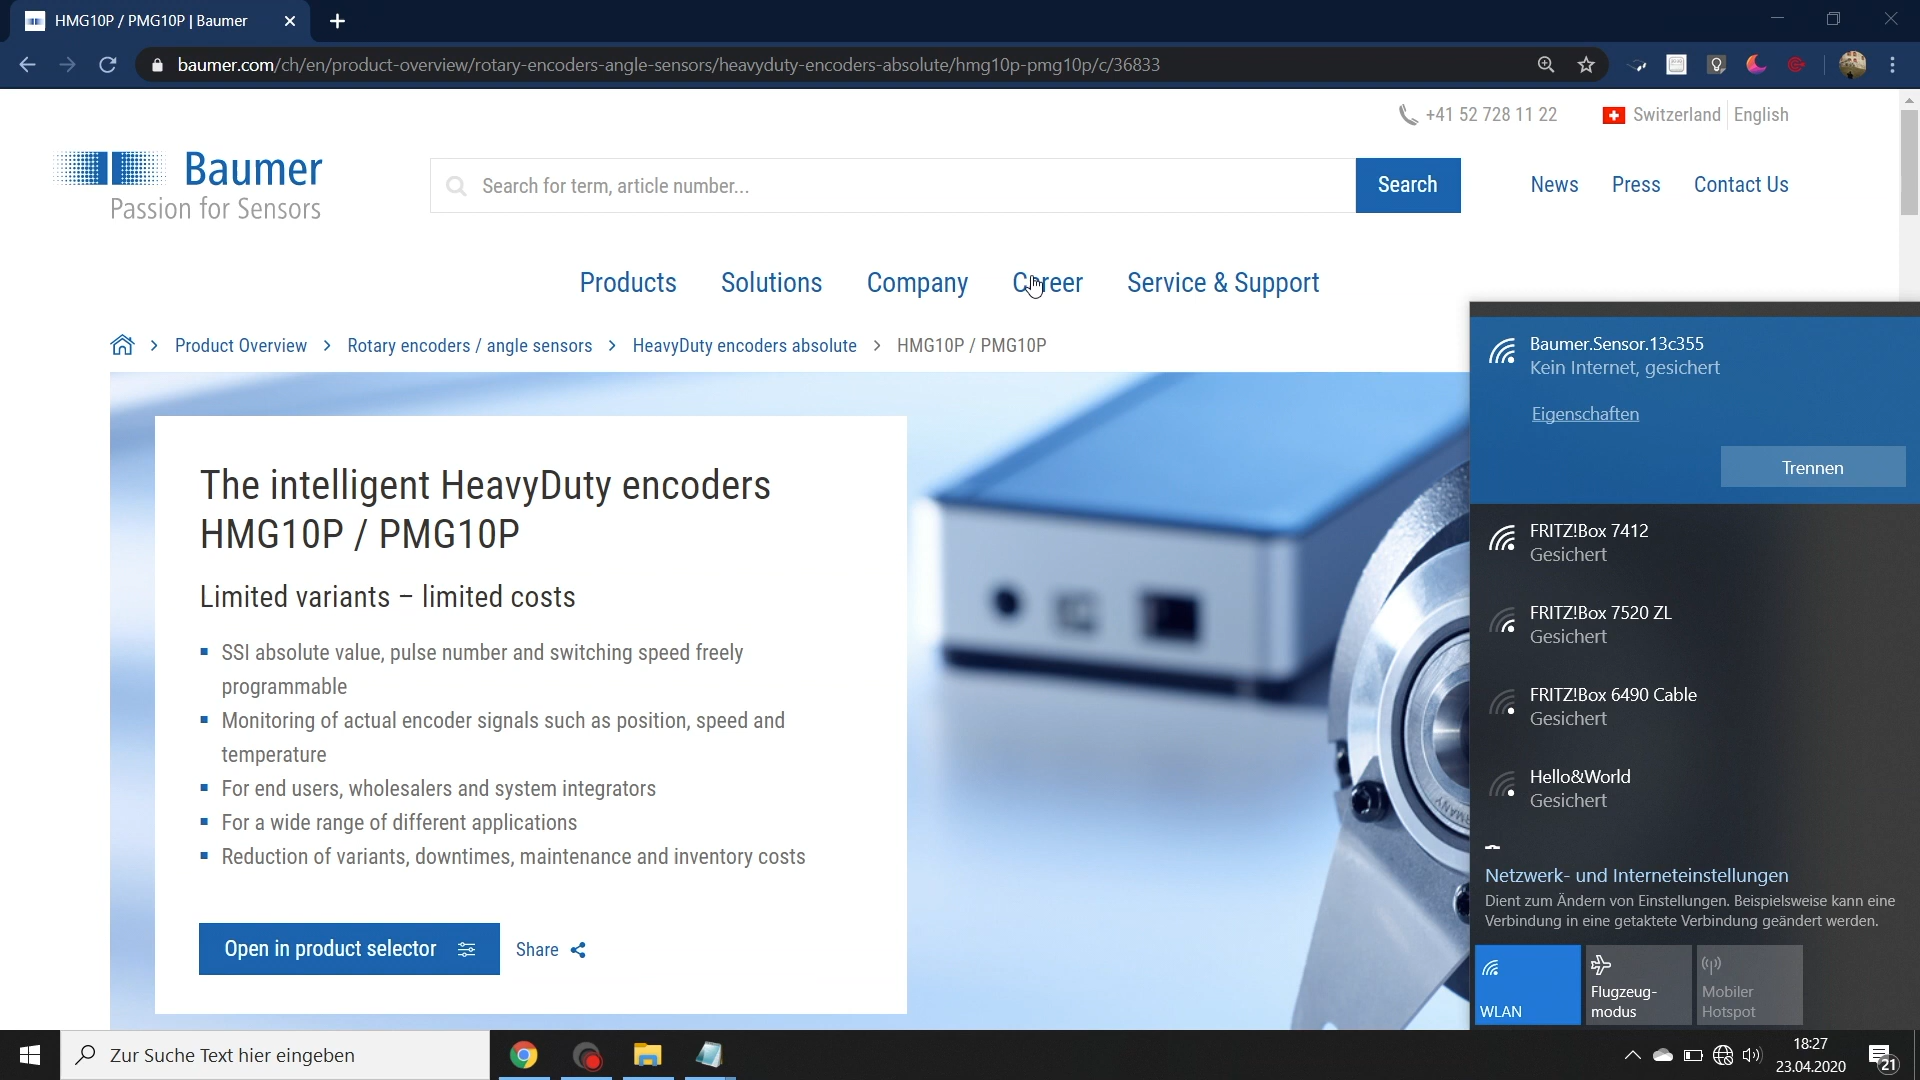 HMG10P / PMG10P | Baumer
baumer.com/ch/en/product-overview/rotary-encoders-angle-sensors/heavyduty-encoders-absolute/hmg10p-pmg10p/c/36833
+41 52 728 11 22
Switzerland English
Baumer
Passion for Sensors
Search for term, article number...
Search
News
Press
Contact Us
Products
Solutions
Company
Career
Service & Support
Product Overview
Rotary encoders / angle sensors
HeavyDuty encoders absolute
HMG10P / PMG10P
The intelligent HeavyDuty encoders
HMG10P / PMG10P
Limited variants – limited costs
SSI absolute value, pulse number and switching speed freely
programmable
Monitoring of actual encoder signals such as position, speed and
temperature
For end users, wholesalers and system integrators
For a wide range of different applications
Reduction of variants, downtimes, maintenance and inventory costs
Open in product selector
Share
Baumer.Sensor.13c355
Kein Internet, gesichert
Eigenschaften
Trennen
FRITZ!Box 7412
Gesichert
FRITZ!Box 7520 ZL
Gesichert
FRITZ!Box 6490 Cable
Gesichert
Hello&World
Gesichert
Netzwerk- und Interneteinstellungen
Dient zum Ändern von Einstellungen. Beispielsweise kann eine
Verbindung in eine getaktete Verbindung geändert werden.
WLAN
Flugzeug-
modus
Mobiler
Hotspot
Zur Suche Text hier eingeben
18:27
23.04.2020
21